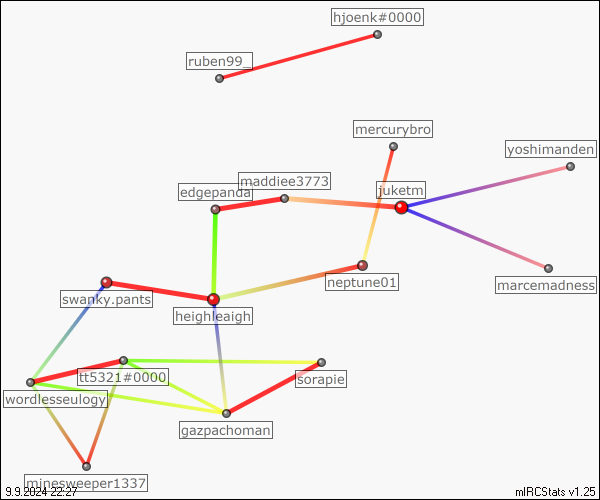 hjoenk#0000
ruben99_
mercurybro
yoshimanden
maddiee3773
edgepanda
juketm
neptune01
marcemadness
swanky.pants
heighleaigh
tt5321#0000
sorapie
wordlesseulogy
gazpachoman
minesweeper1337
9.9.2024 22:27
mIRCStats v1.25